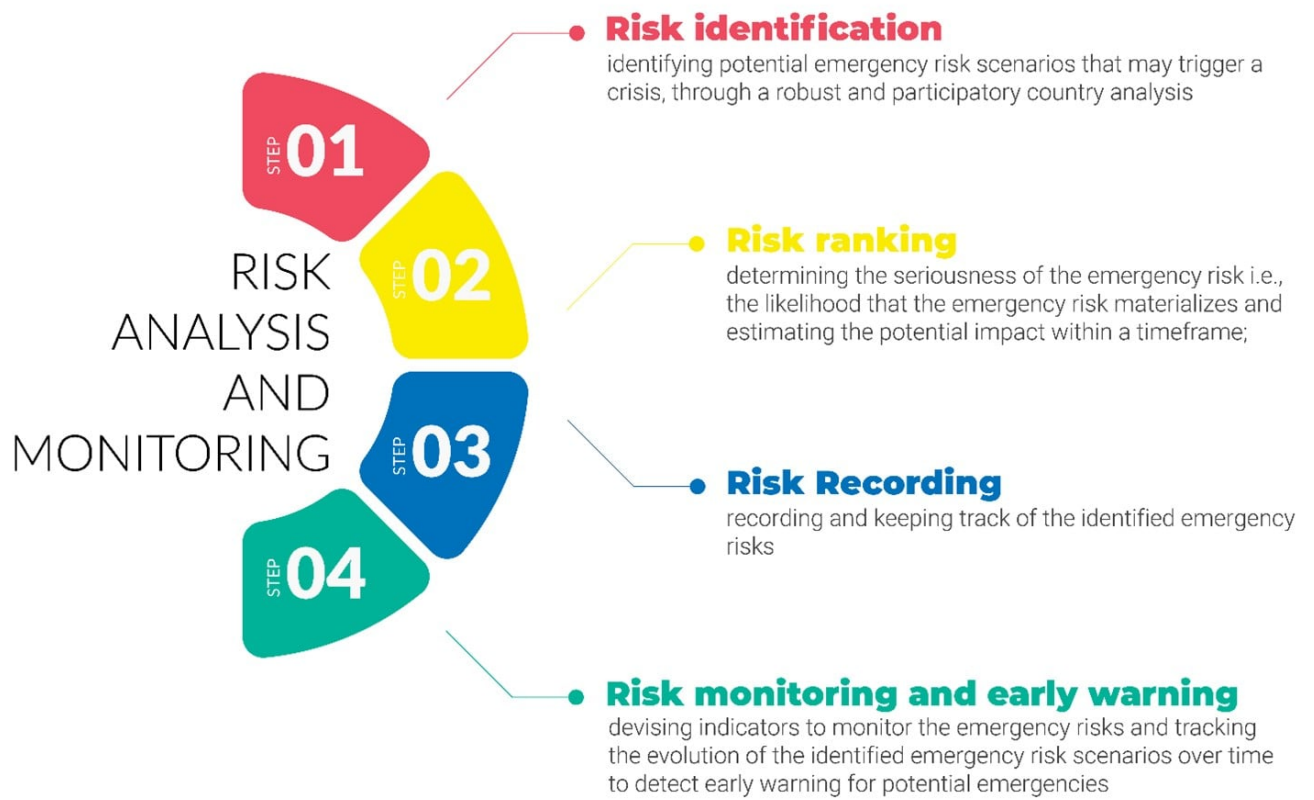 RISK
ANALYSIS
AND
MONITORING
STEP 01
Risk identification
identifying potential emergency risk scenarios that may trigger a
crisis, through a robust and participatory country analysis
STEP 02
Risk ranking
determining the seriousness of the emergency risk i.e.,
the likelihood that the emergency risk materializes and
estimating the potential impact within a timeframe;
STEP 03
Risk Recording
recording and keeping track of the identified emergency
risks
STEP 04
Risk monitoring and early warning
devising indicators to monitor the emergency risks and tracking
the evolution of the identified emergency risk scenarios over time
to detect early warning for potential emergencies